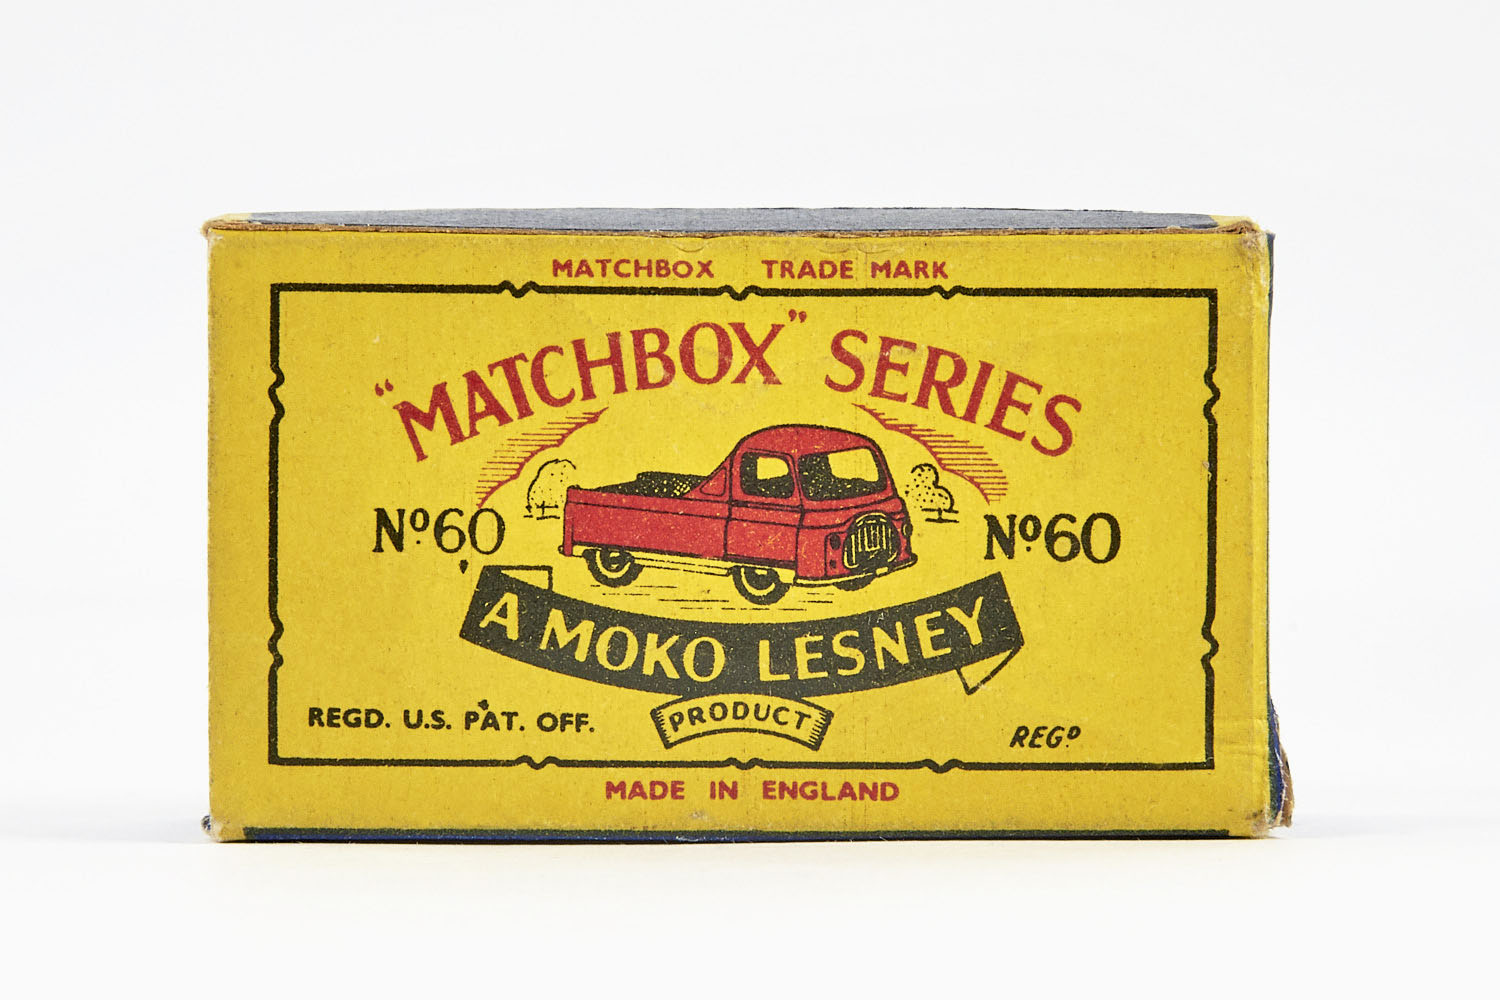 MATCHBOX TRADE MARK
"MATCHBOX" SERIES
Nº60 Nº60
A MOKO LESNEY
PRODUCT
REGD. U.S. PAT. OFF. REGD
MADE IN ENGLAND